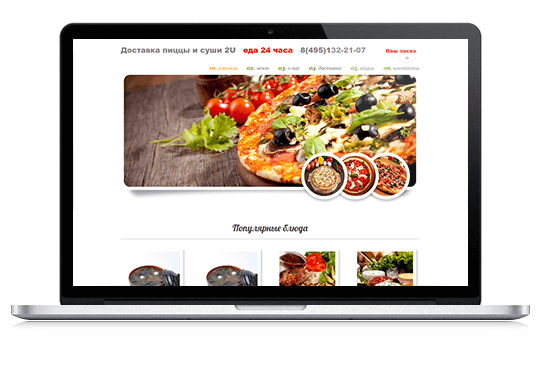 Доставка пиццы и суши 2U еда 24 часа 8(495)132-21-07 Ваш заказ
01. главная 02. меню 03. о нас 04. доставка 05. акции 06. контакты
Популярные блюда